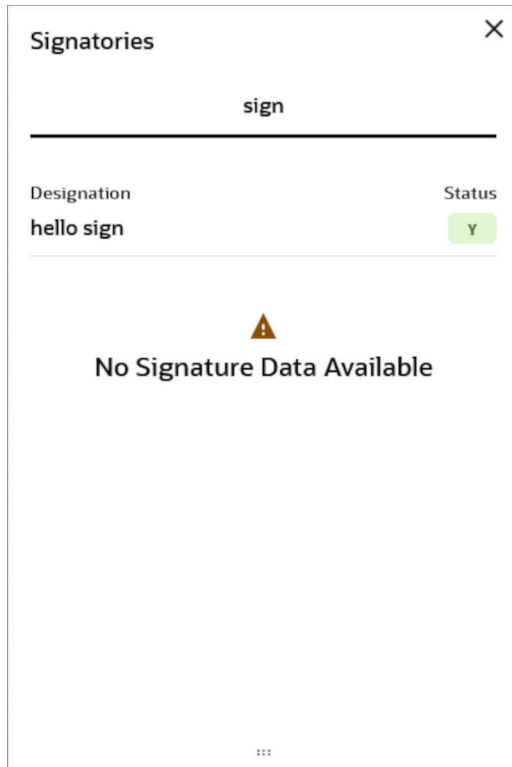 Signatories
sign
Designation Status
hello sign Y
No Signature Data Available